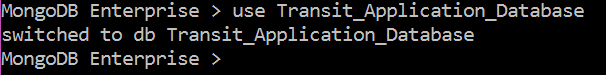 MongoDB Enterprise > use Transit_Application_Database
switched to db Transit_Application_Database
MongoDB Enterprise >